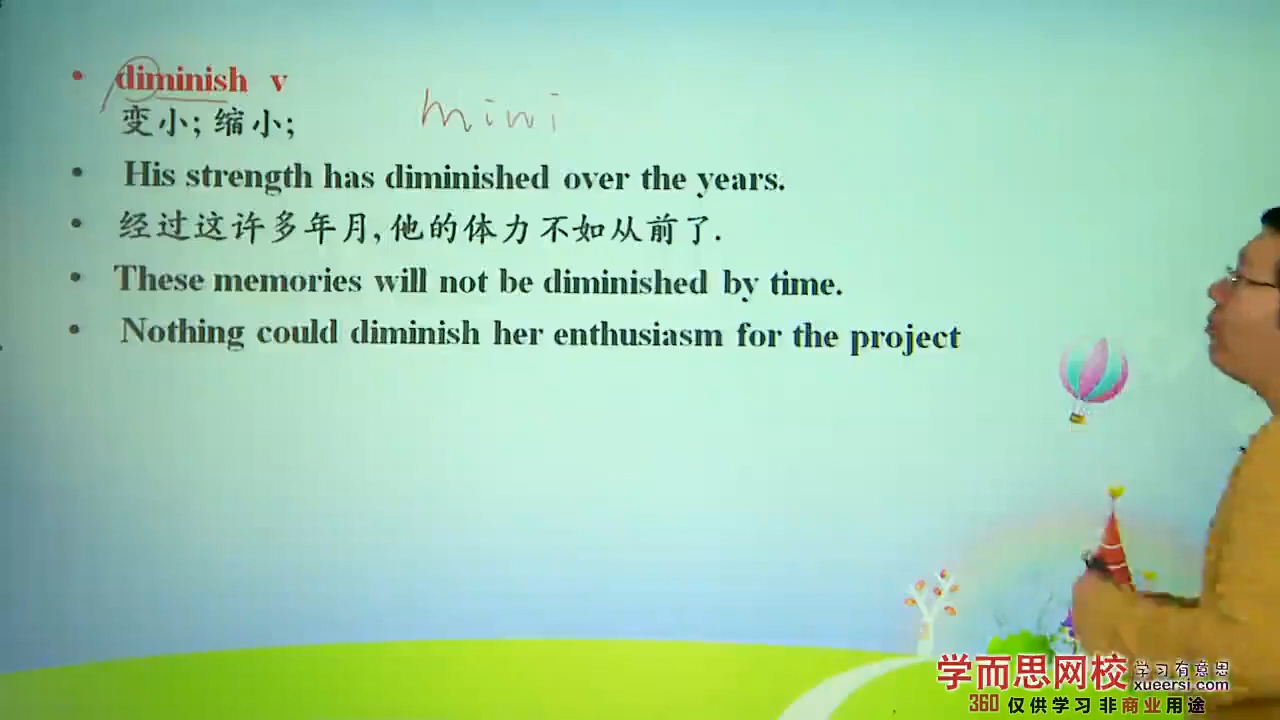 diminish v
mini
变小; 缩小;
His strength has diminished over the years.
经过这许多年月,他的体力不如从前了.
These memories will not be diminished by time.
Nothing could diminish her enthusiasm for the project
学而思网校 学习有意思
xueersi.com
360 仅供学习 非商业用途